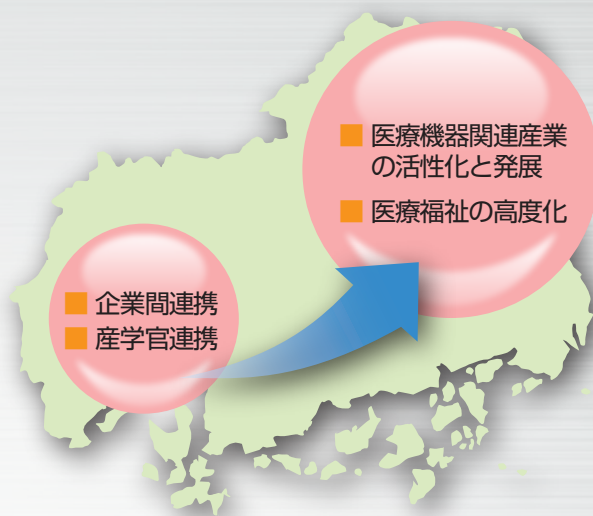 ■ 医療機器関連産業
の活性化と発展
■ 医療福祉の高度化
■ 企業間連携
■ 産学官連携